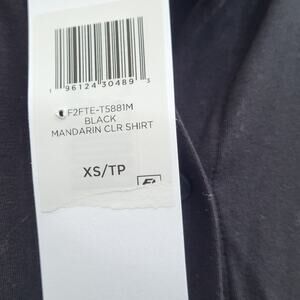 1 96124 30489 3
F2FTE-T5881M
BLACK
MANDARIN CLR SHIRT
XS/TP